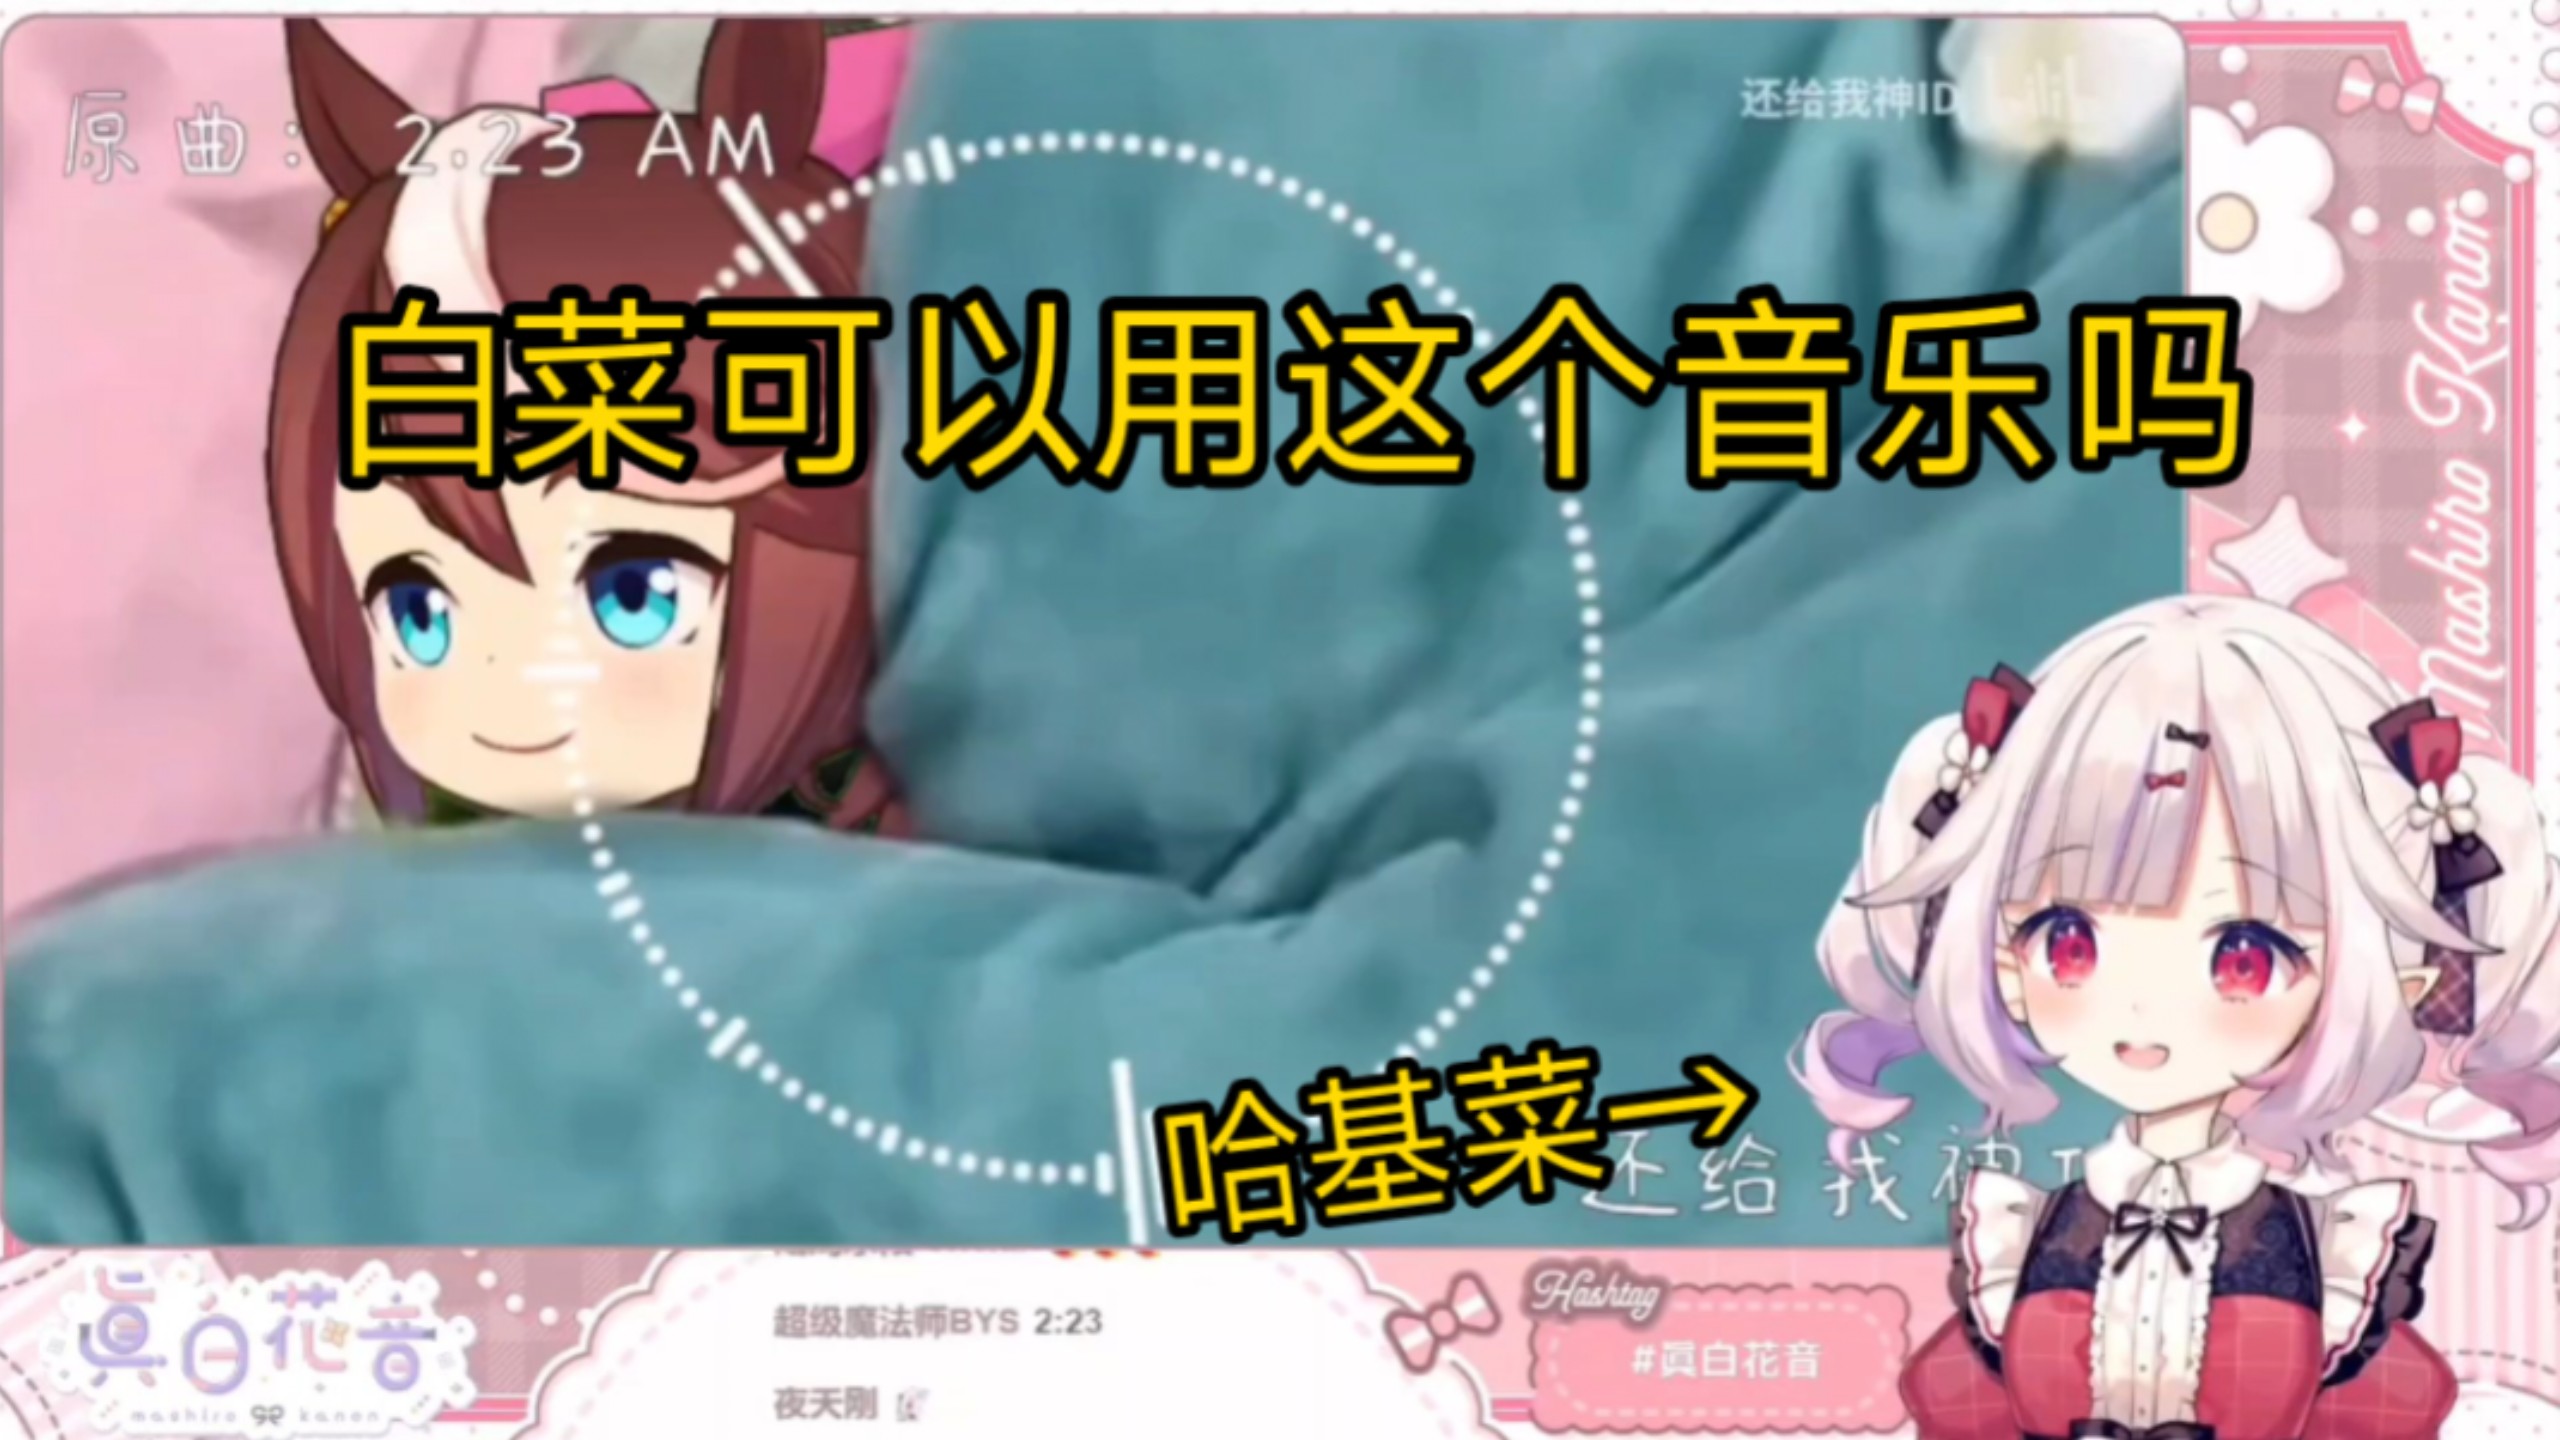 原曲：2:23 AM
还给我神ID
白菜可以用这个音乐吗
Mashiro Kanon
哈基菜→
还给我神
超级魔法师BYS 2:23
夜天刚
Hashtag
#眞白花音
眞白花音
mashiro kanon